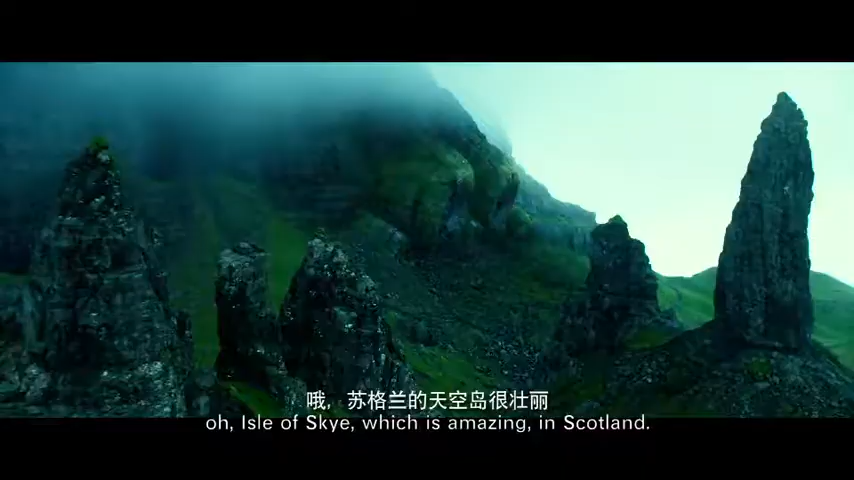 哦，苏格兰的天空岛很壮丽
oh, Isle of Skye, which is amazing, in Scotland.